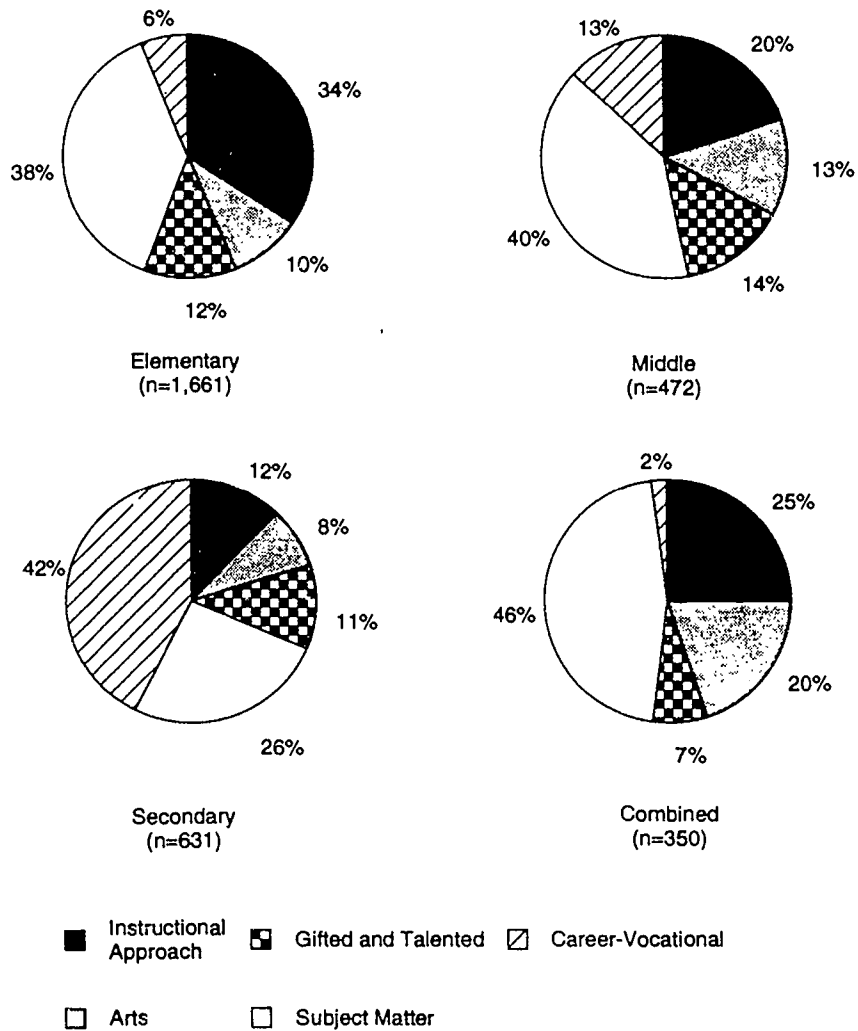 6%
34%
38%
10%
12%
Elementary
(n=1,661)
13%
20%
13%
40%
14%
Middle
(n=472)
12%
8%
42%
11%
26%
Secondary
(n=631)
2%
25%
46%
20%
7%
Combined
(n=350)
Instructional
Approach
Gifted and Talented
Career-Vocational
Arts
Subject Matter